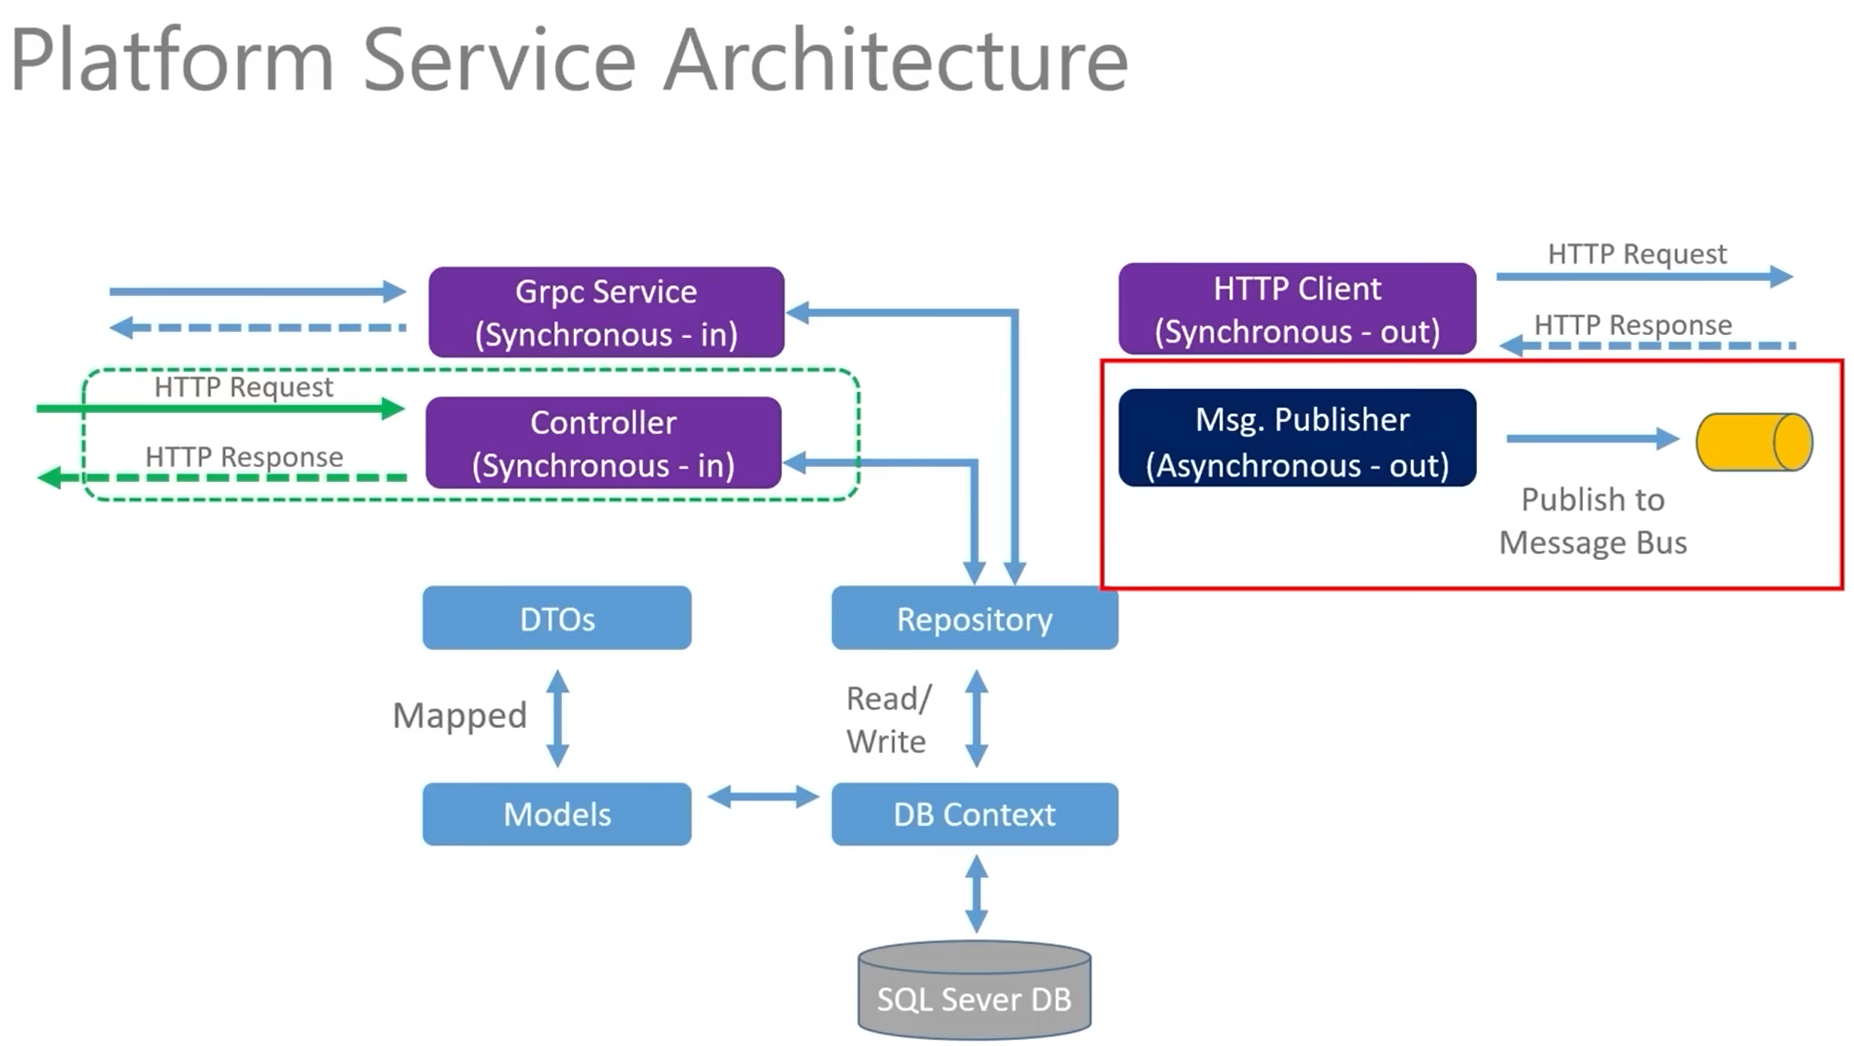 Platform Service Architecture
Grpc Service
(Synchronous - in)
HTTP Request
HTTP Response
Controller
(Synchronous - in)
HTTP Client
(Synchronous - out)
HTTP Request
HTTP Response
Msg. Publisher
(Asynchronous - out)
Publish to
Message Bus
DTOs
Repository
Mapped
Read/
Write
Models
DB Context
SQL Sever DB